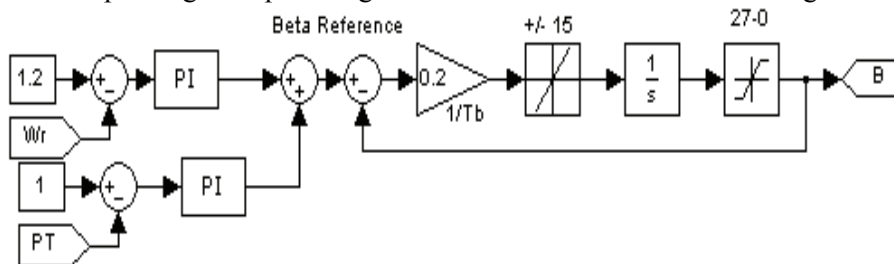 Beta Reference
+/- 15
27-0
1.2
+
-
PI
+
+
+
-
0.2
1/Tb
1
s
B
Wr
1
+
-
PI
PT